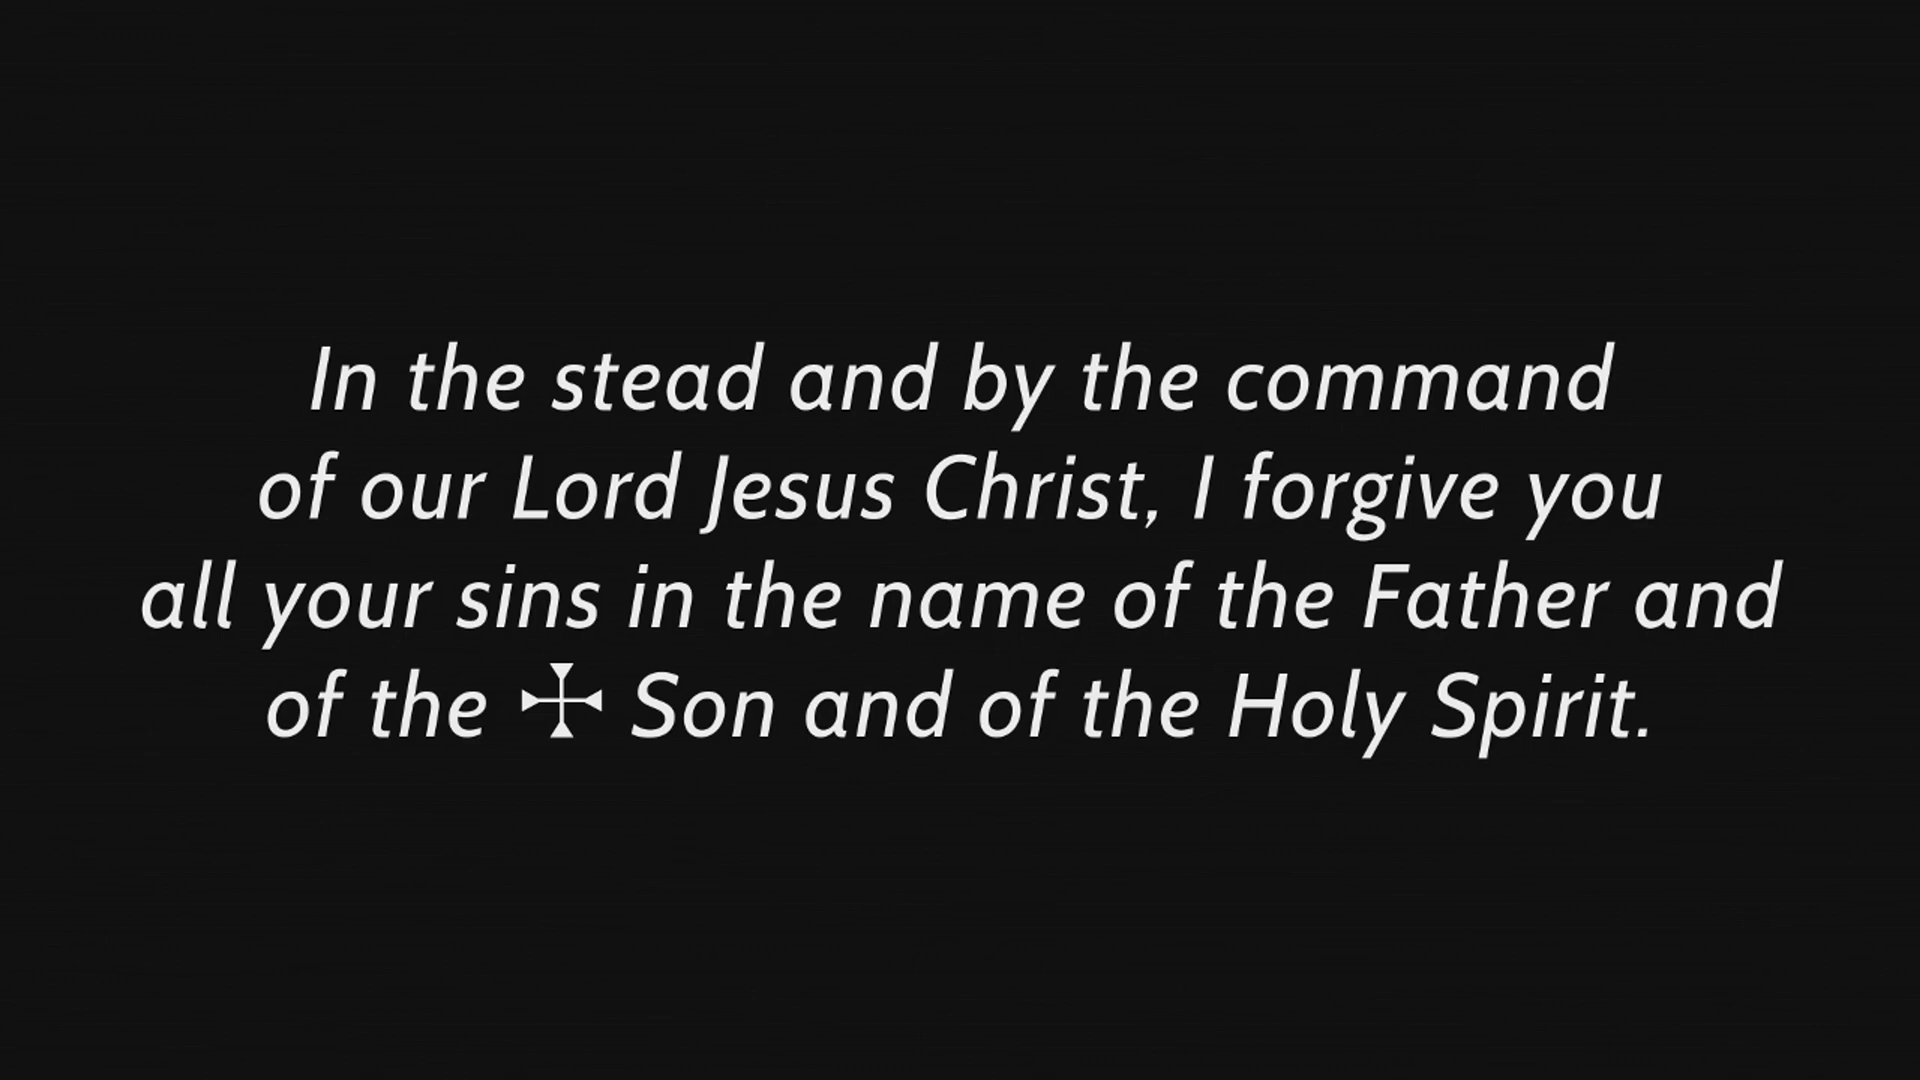 In the stead and by the command
of our Lord Jesus Christ, I forgive you
all your sins in the name of the Father and
of the ☩ Son and of the Holy Spirit.